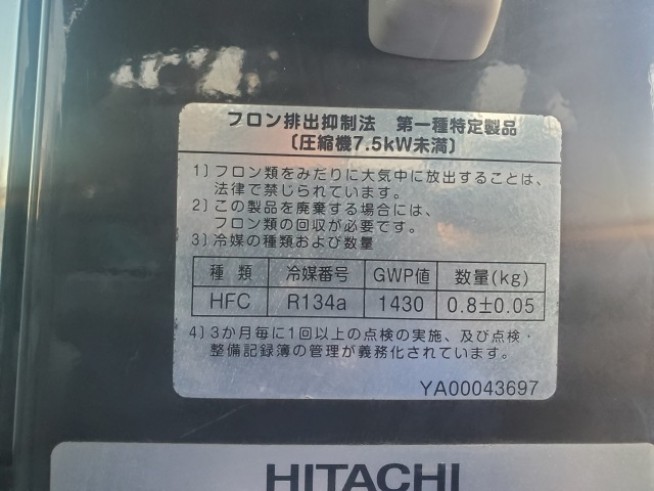 フロン排出抑制法　第一種特定製品
〔圧縮機7.5kW未満〕
1）フロン類をみだりに大気中に放出することは、
法律で禁じられています。
2）この製品を廃棄する場合には、
フロン類の回収が必要です。
3）冷媒の種類および数量
種 類 冷媒番号 GWP値 数量(kg)
HFC R134a 1430 0.8±0.05
4）3か月毎に1回以上の点検の実施、及び点検・
整備記録簿の管理が義務化されています。
YA00043697
HITACHI